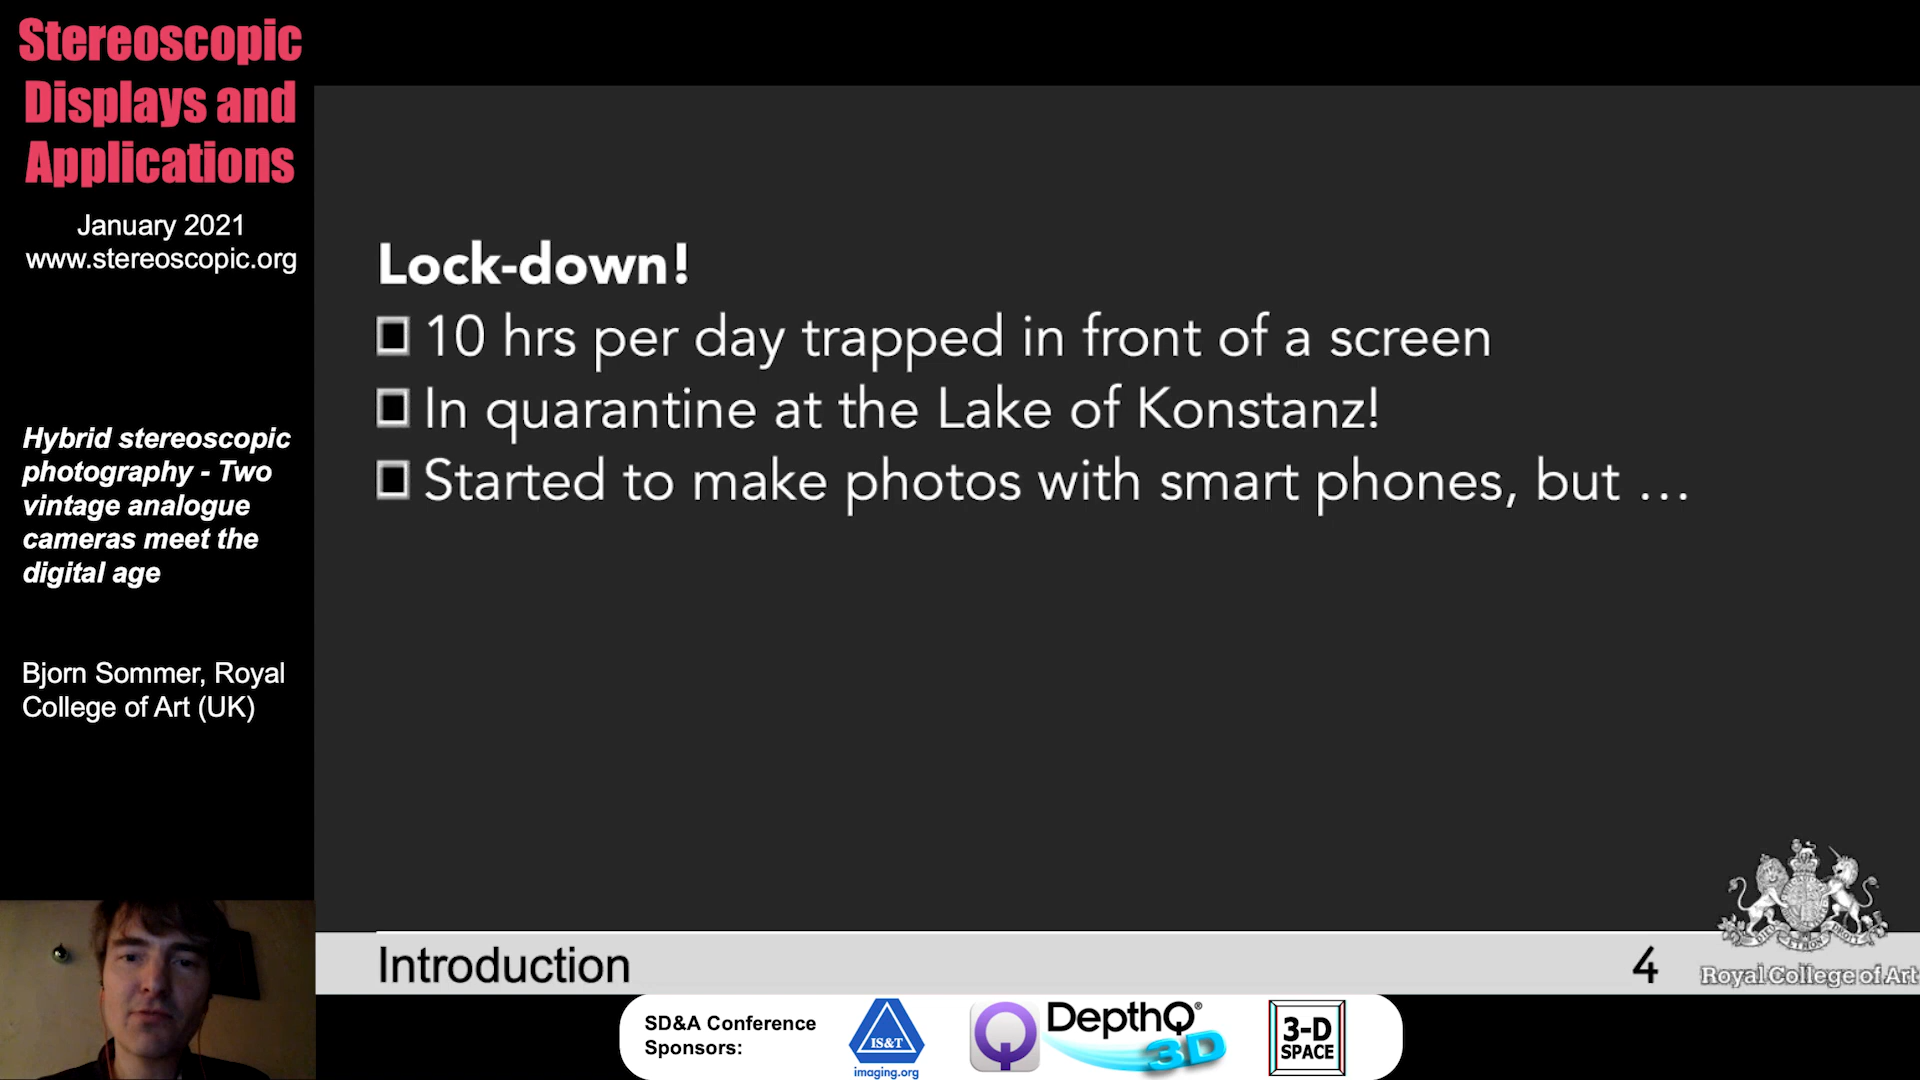 Stereoscopic
Displays and
Applications
January 2021
www.stereoscopic.org
Hybrid stereoscopic
photography - Two
vintage analogue
cameras meet the
digital age
Bjorn Sommer, Royal
College of Art (UK)
Lock-down!
10 hrs per day trapped in front of a screen
In quarantine at the Lake of Konstanz!
Started to make photos with smart phones, but …
Introduction
4
Royal College of Art
SD&A Conference
Sponsors:
IS&T
imaging.org
DepthQ®
3D
3-D
SPACE